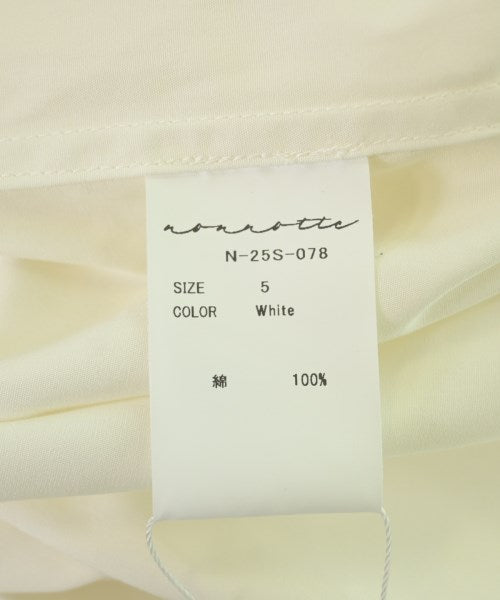 nonnotte
N-25S-078
SIZE 5
COLOR White
綿 100%